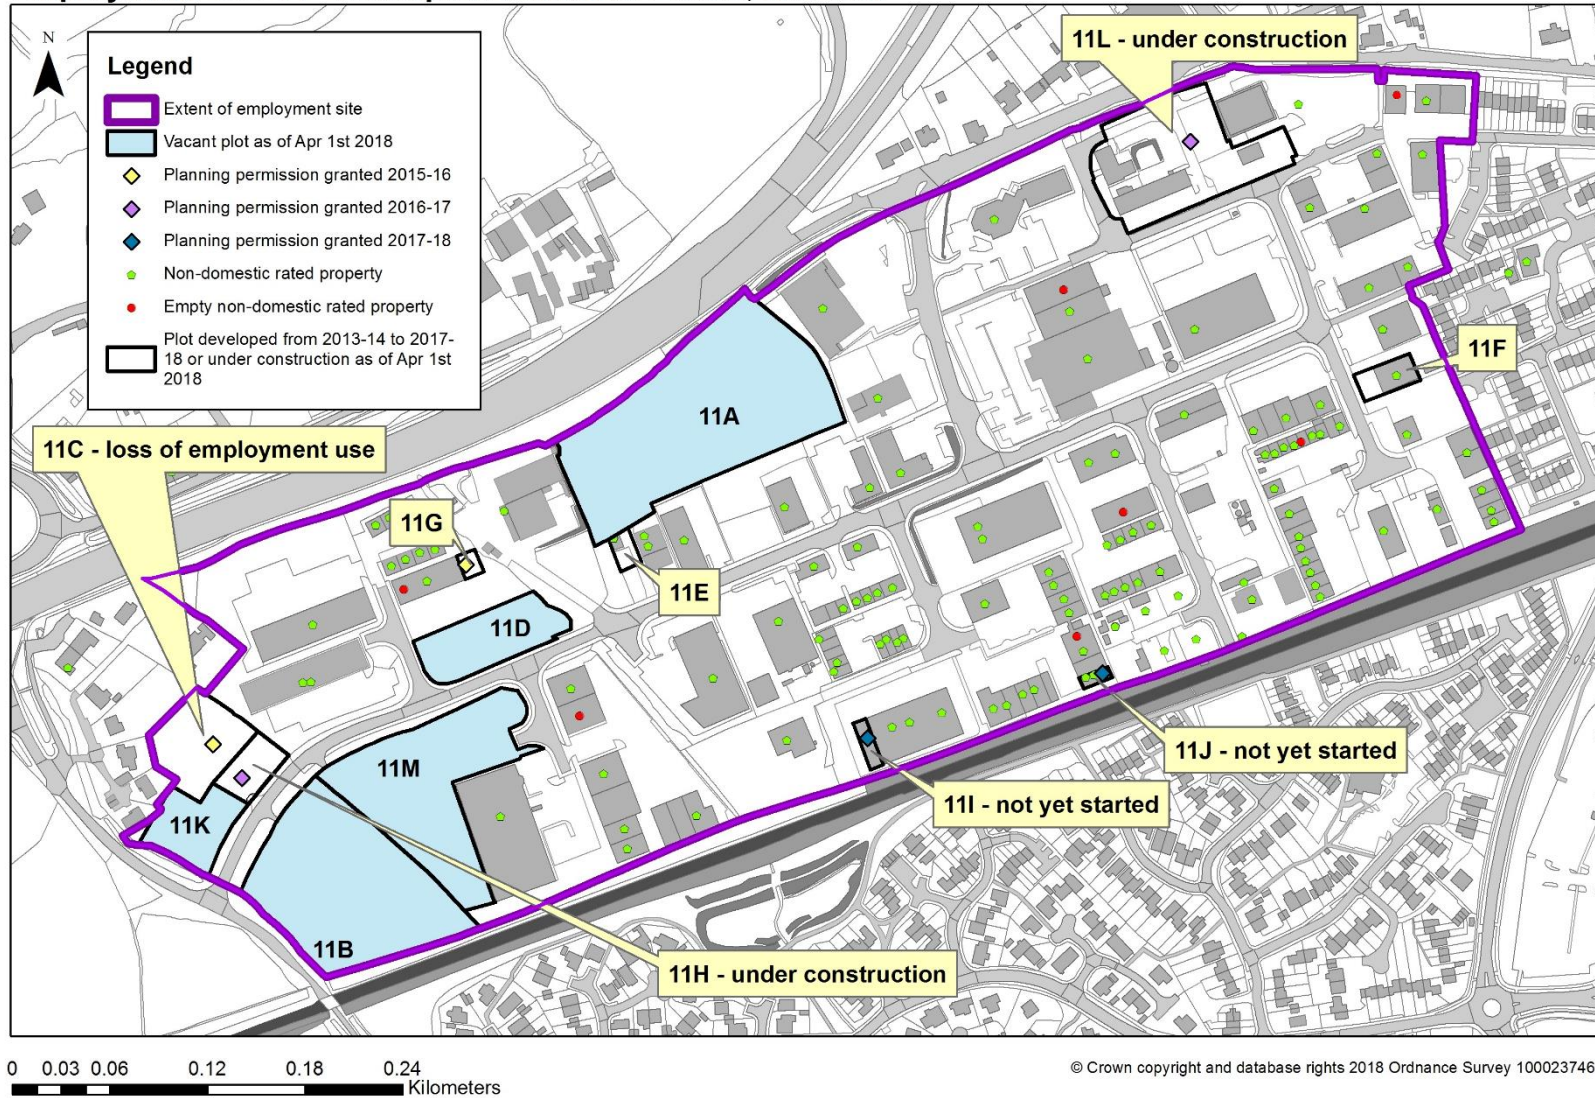 N
Legend
Extent of employment site
Vacant plot as of Apr 1st 2018
Planning permission granted 2015-16
Planning permission granted 2016-17
Planning permission granted 2017-18
Non-domestic rated property
Empty non-domestic rated property
Plot developed from 2013-14 to 2017-
18 or under construction as of Apr 1st
2018
11L - under construction
11F
11A
11C - loss of employment use
11G
11E
11D
11M
11K
11J - not yet started
11I - not yet started
11B
11H - under construction
0 0.03 0.06 0.12 0.18 0.24
Kilometers
© Crown copyright and database rights 2018 Ordnance Survey 100023746